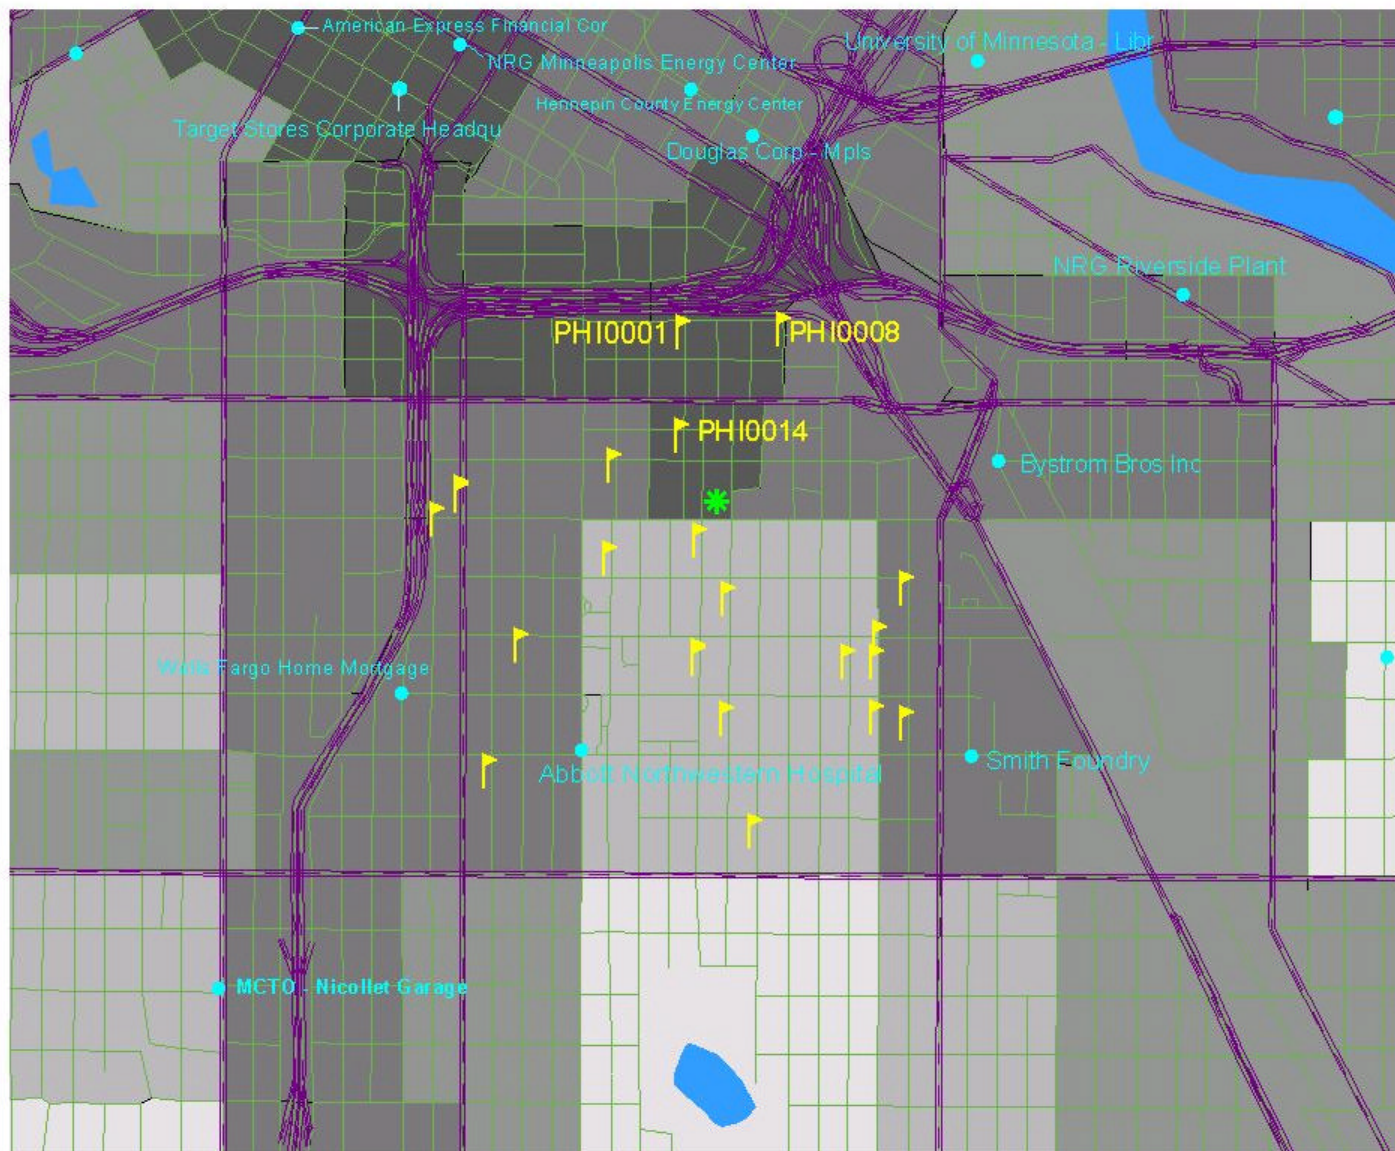 American Express Financial Cor
University of Minnesota - Libr
NRG Minneapolis Energy Center
Hennepin County Energy Center
Target Stores Corporate Headqu
Douglas Corp - Mpls
NRG Riverside Plant
PHI0001
PHI0008
PHI0014
Bystrom Bros Inc
Wells Fargo Home Mortgage
Smith Foundry
Abbott Northwestern Hospital
MCTO - Nicollet Garage